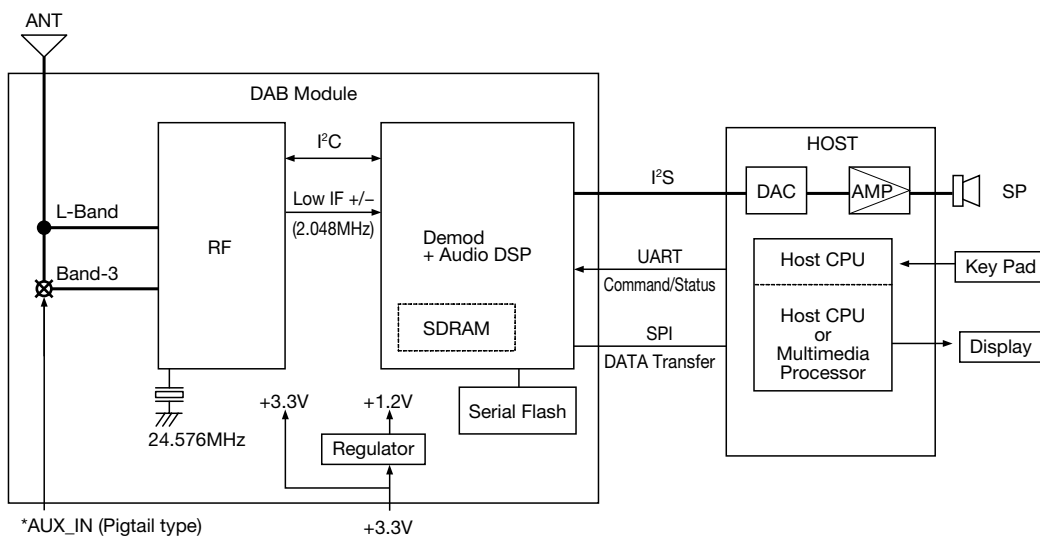 ANT
DAB Module
HOST
I²C
I²S
DAC
AMP
SP
L-Band
Low IF +/–
(2.048MHz)
RF
Demod
+ Audio DSP
UART
Command/Status
Host CPU
Key Pad
Band-3
SDRAM
SPI
DATA Transfer
Host CPU
or
Multimedia
Processor
Display
+3.3V
+1.2V
Serial Flash
24.576MHz
Regulator
*AUX_IN (Pigtail type)
+3.3V